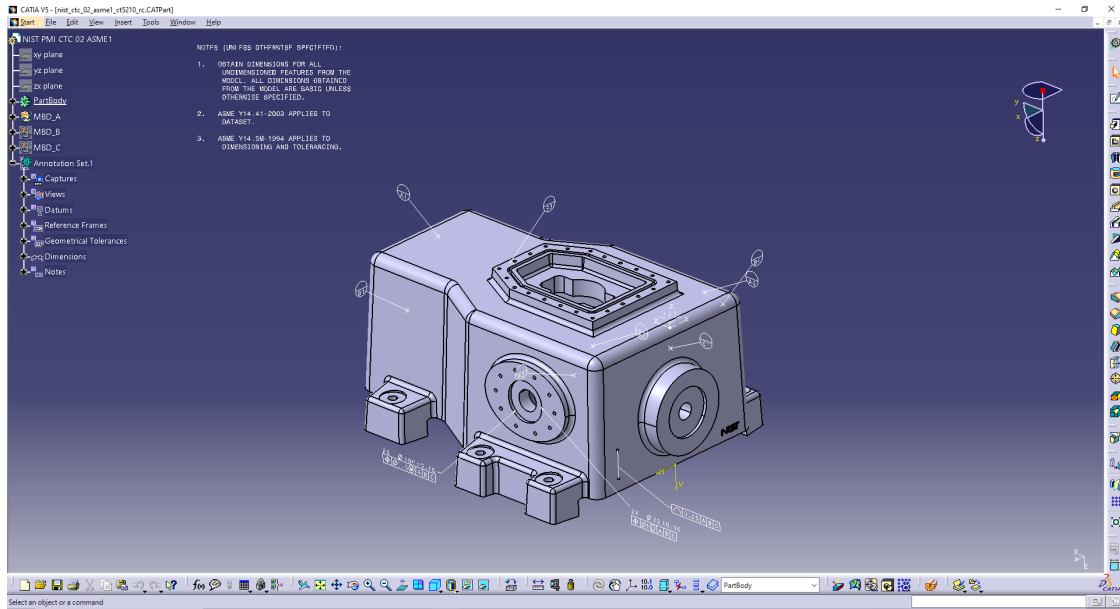 CATIA V5 - [nist_ctc_02_asme1_ct5210_rc.CATPart]
Start File Edit View Insert Tools Window Help
NIST PMI CTC 02 ASME1
xy plane
yz plane
zx plane
PartBody
MBD_A
MBD_B
MBD_C
Annotation Set.1
Captures
Views
Datums
Reference Frames
Geometrical Tolerances
Dimensions
Notes
NOTES (UNLESS OTHERWISE SPECIFIED):
1. OBTAIN DIMENSIONS FOR ALL
UNDIMENSIONED FEATURES FROM THE
MODEL. ALL DIMENSIONS OBTAINED
FROM THE MODEL ARE BASIC UNLESS
OTHERWISE SPECIFIED.
2. ASME Y14.41-2003 APPLIES TO
DATASET.
3. ASME Y14.5M-1994 APPLIES TO
DIMENSIONING AND TOLERANCING.
y
x
z
NIST
V
PartBody
Select an object or a command